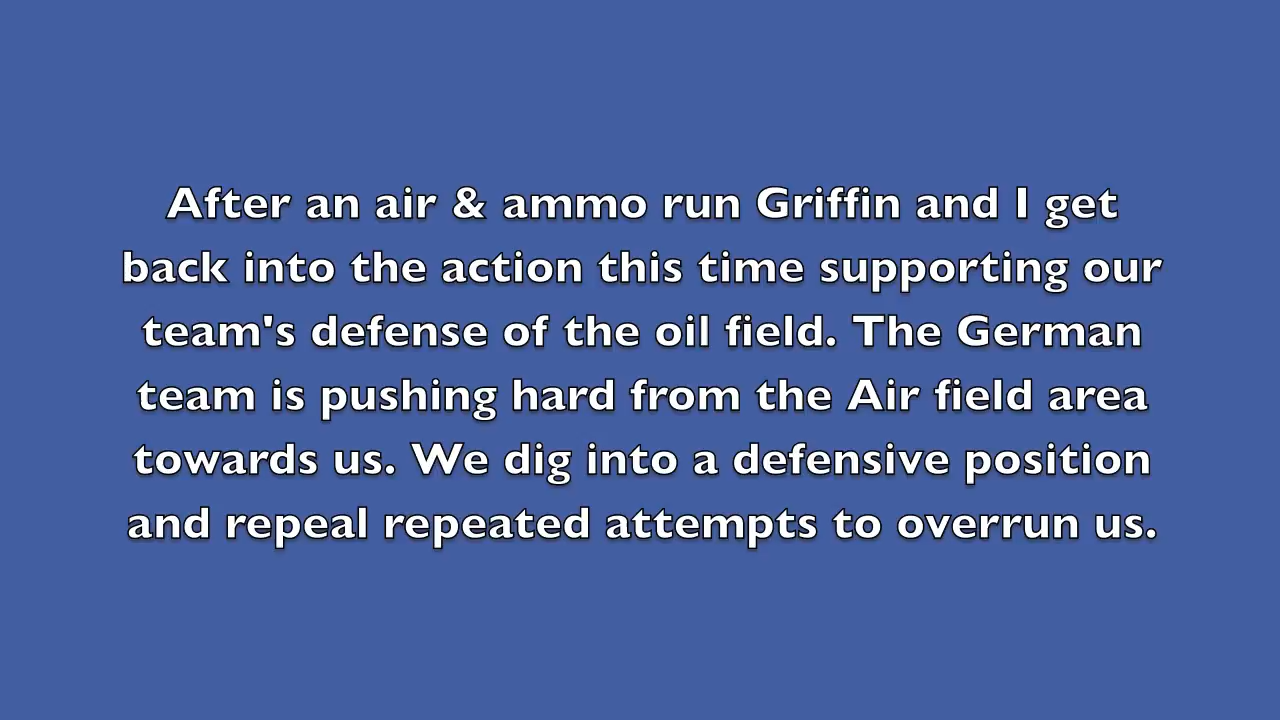 After an air & ammo run Griffin and I get
back into the action this time supporting our
team's defense of the oil field. The German
team is pushing hard from the Air field area
towards us. We dig into a defensive position
and repeal repeated attempts to overrun us.